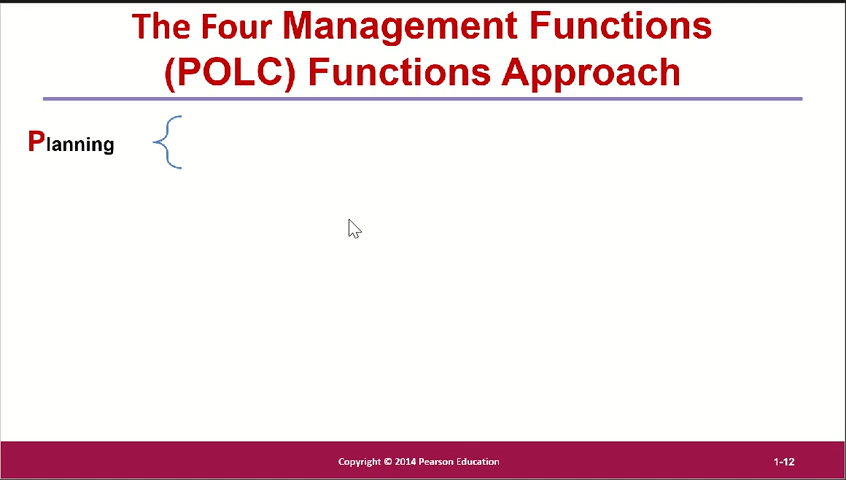 The Four Management Functions
(POLC) Functions Approach
Planning
Copyright © 2014 Pearson Education
1-12